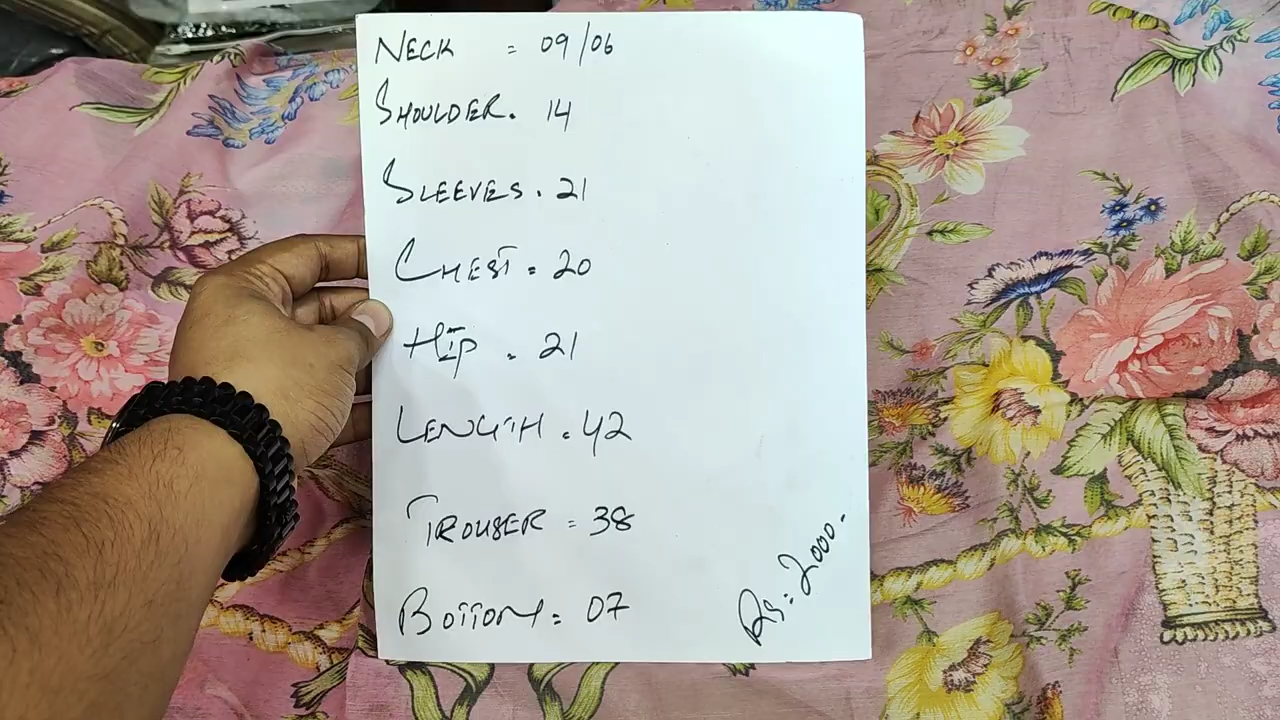 NECK = 09/06
SHOULDER. 14
SLEEVES. 21
CHEST = 20
HIP . 21
LENGTH . 42
TROUSER = 38
BOTTOM = 07
Rs: 2000.